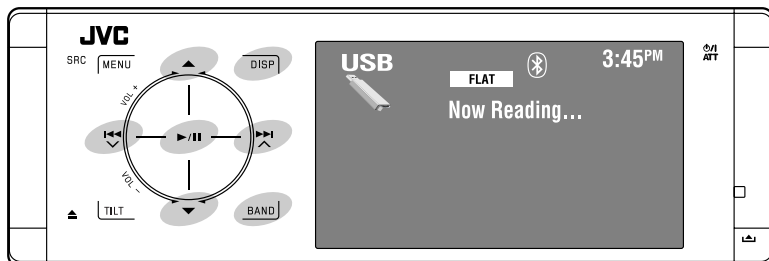 JVC
SRC
MENU
DISP
VOL +
VOL –
TILT
BAND
USB
FLAT
3:45PM
Now Reading...
ATT